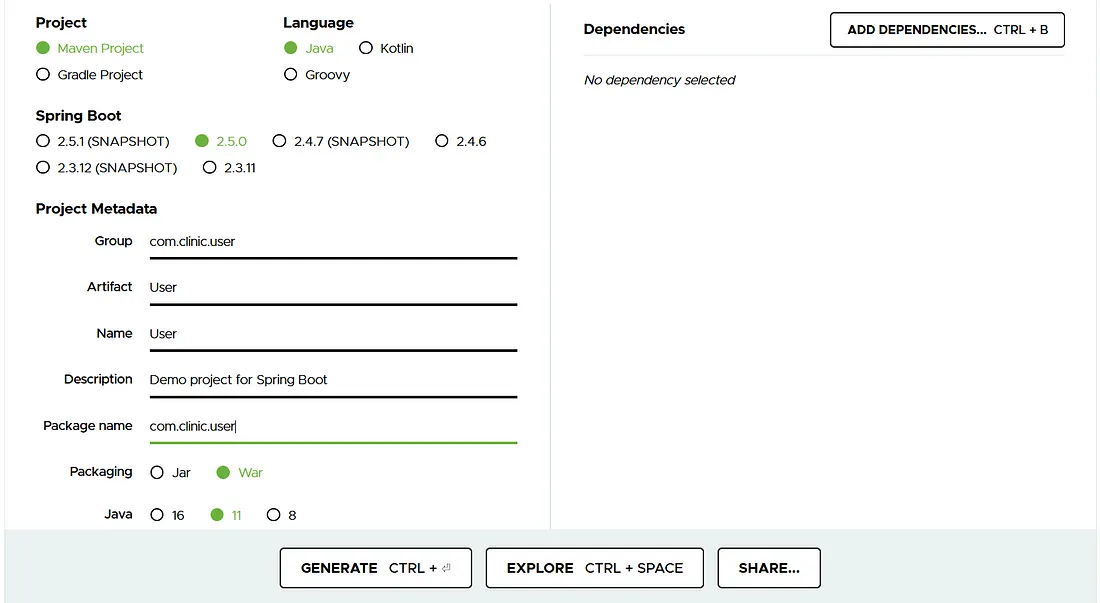 Project
Maven Project
Gradle Project
Language
Java Kotlin
Groovy
Spring Boot
2.5.1 (SNAPSHOT) 2.5.0 2.4.7 (SNAPSHOT) 2.4.6
2.3.12 (SNAPSHOT) 2.3.11
Project Metadata
Group com.clinic.user
Artifact User
Name User
Description Demo project for Spring Boot
Package name com.clinic.user
Packaging Jar War
Java 16 11 8
Dependencies
ADD DEPENDENCIES... CTRL + B
No dependency selected
GENERATE CTRL + ⏎
EXPLORE CTRL + SPACE
SHARE...